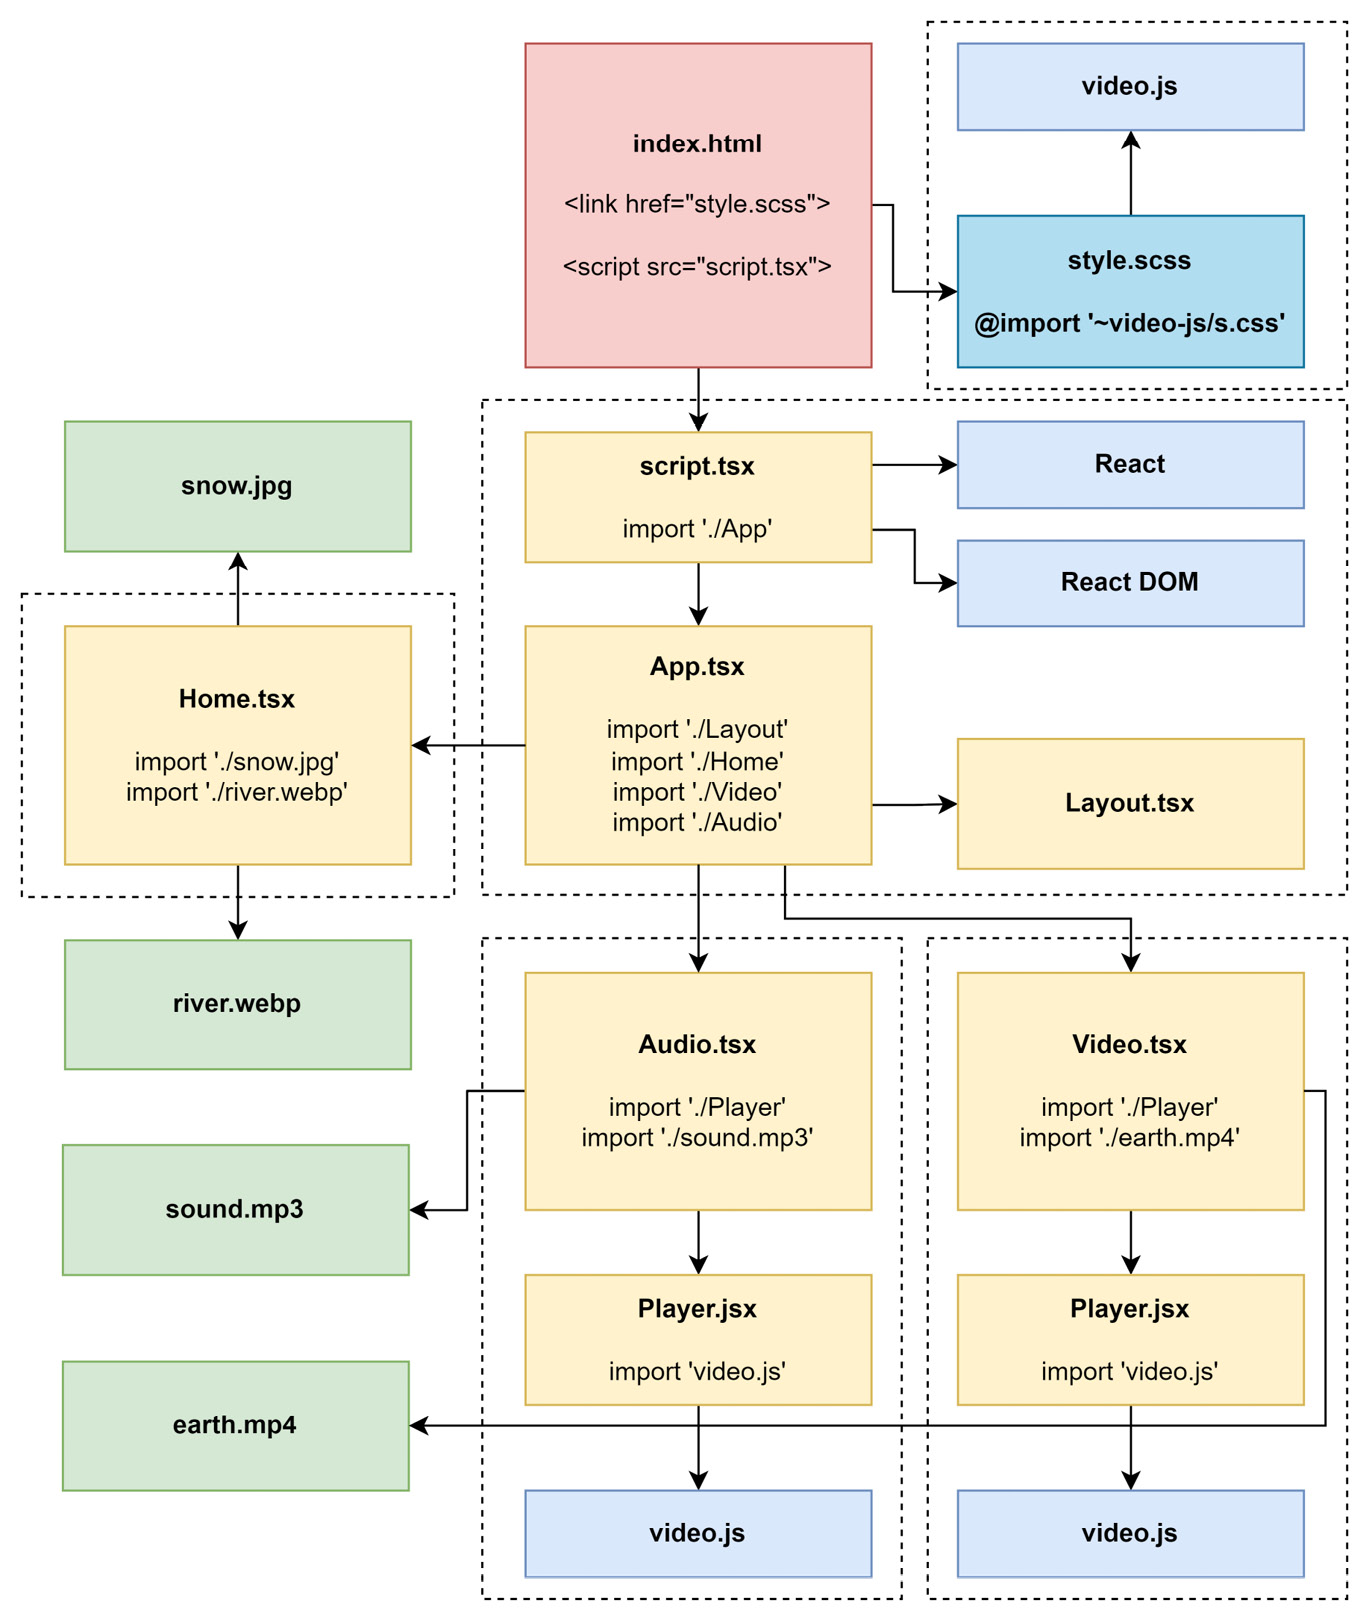 index.html
<link href="style.scss">
<script src="script.tsx">
video.js
style.scss
@import '~video-js/s.css'
script.tsx
import './App'
React
React DOM
snow.jpg
Home.tsx
import './snow.jpg'
import './river.webp'
App.tsx
import './Layout'
import './Home'
import './Video'
import './Audio'
Layout.tsx
river.webp
Audio.tsx
import './Player'
import './sound.mp3'
Video.tsx
import './Player'
import './earth.mp4'
sound.mp3
Player.jsx
import 'video.js'
Player.jsx
import 'video.js'
earth.mp4
video.js
video.js